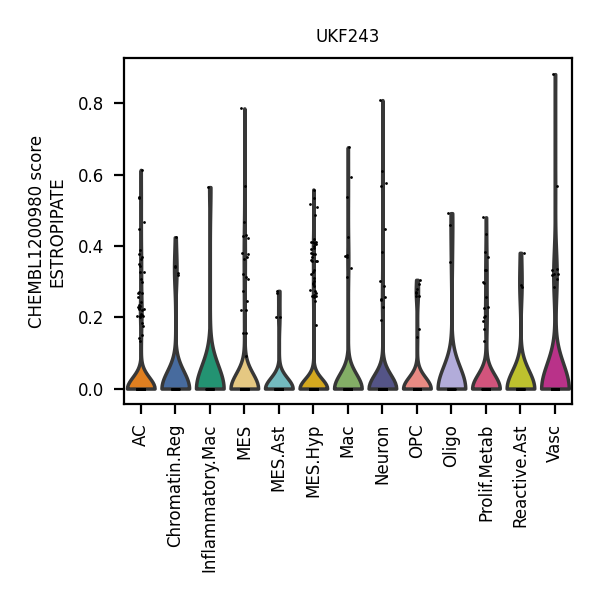 UKF243
CHEMBL1200980 score
ESTROPIPATE
0.8
0.6
0.4
0.2
0.0
AC
Chromatin.Reg
Inflammatory.Mac
MES
MES.Ast
MES.Hyp
Mac
Neuron
OPC
Oligo
Prolif.Metab
Reactive.Ast
Vasc